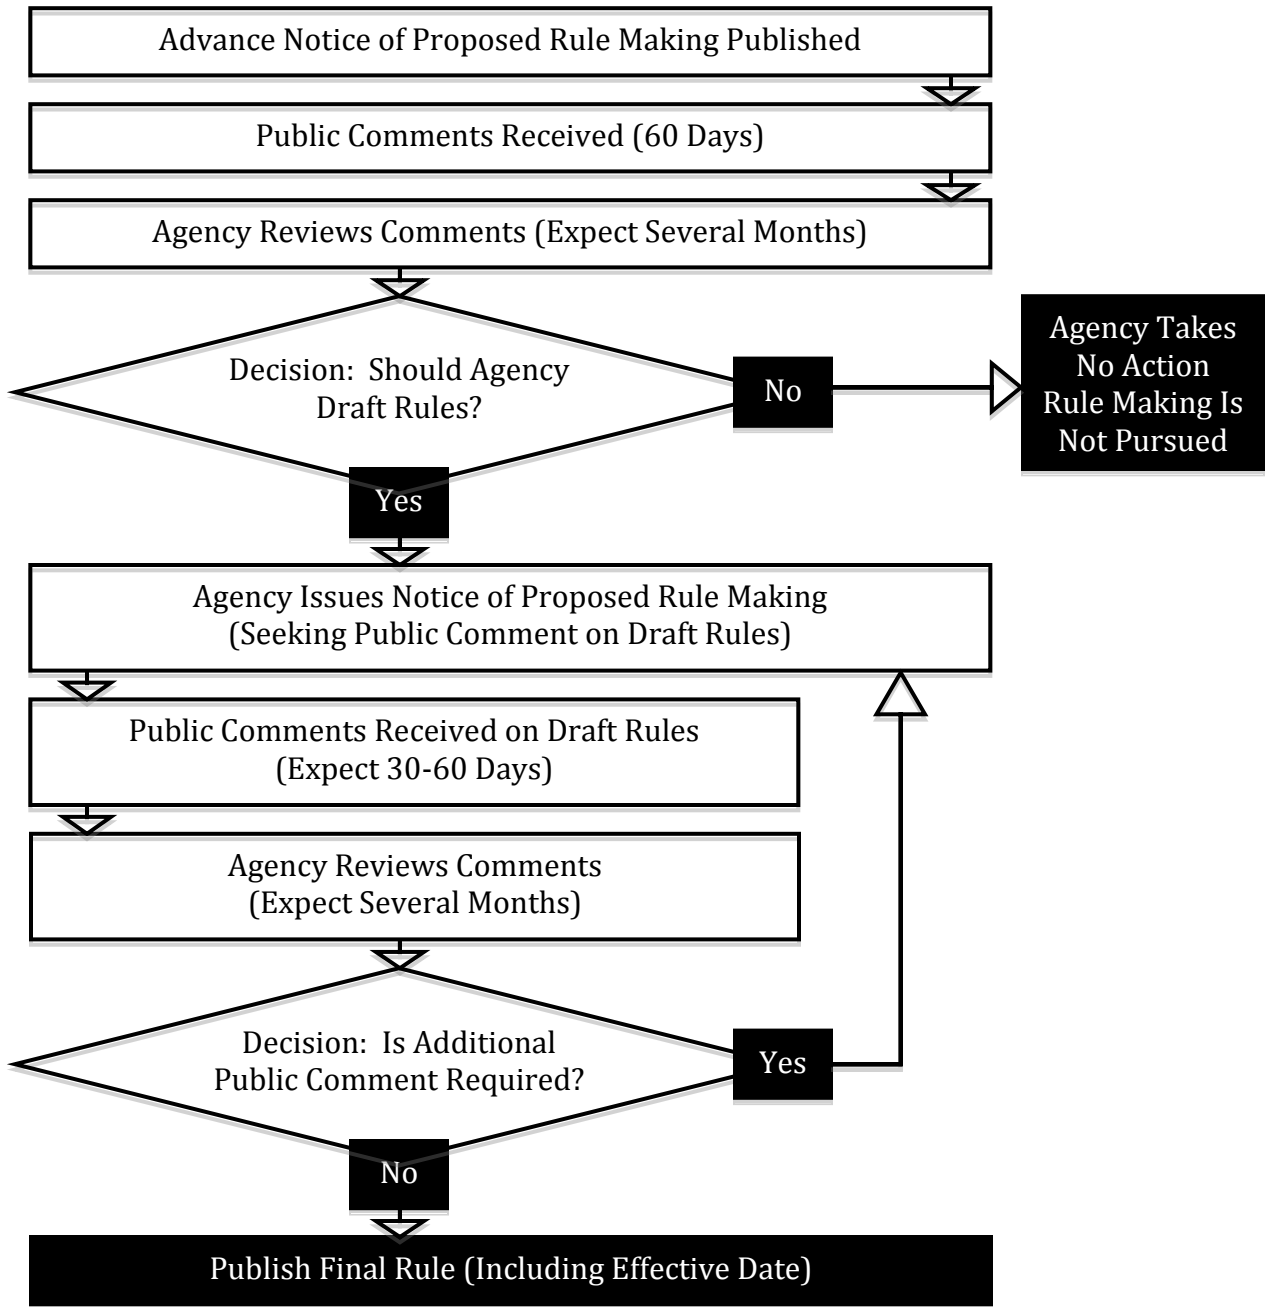 Advance Notice of Proposed Rule Making Published
Public Comments Received (60 Days)
Agency Reviews Comments (Expect Several Months)
Decision:  Should Agency
Draft Rules?
No
Agency Takes
No Action
Rule Making Is
Not Pursued
Yes
Agency Issues Notice of Proposed Rule Making
(Seeking Public Comment on Draft Rules)
Public Comments Received on Draft Rules
(Expect 30-60 Days)
Agency Reviews Comments
(Expect Several Months)
Decision:  Is Additional
Public Comment Required?
Yes
No
Publish Final Rule (Including Effective Date)